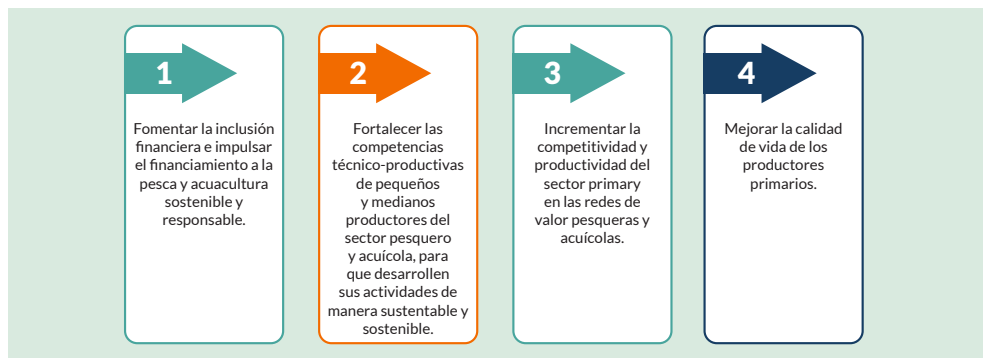 1
Fomentar la inclusión
financiera e impulsar
el financiamiento a la
pesca y acuacultura
sostenible y
responsable.
2
Fortalecer las
competencias
técnico-productivas
de pequeños
y medianos
productores del
sector pesquero
y acuícola, para
que desarrollen
sus actividades de
manera sustentable y
sostenible.
3
Incrementar la
competitividad y
productividad del
sector primary
en las redes de
valor pesqueras y
acuícolas.
4
Mejorar la calidad
de vida de los
productores
primarios.